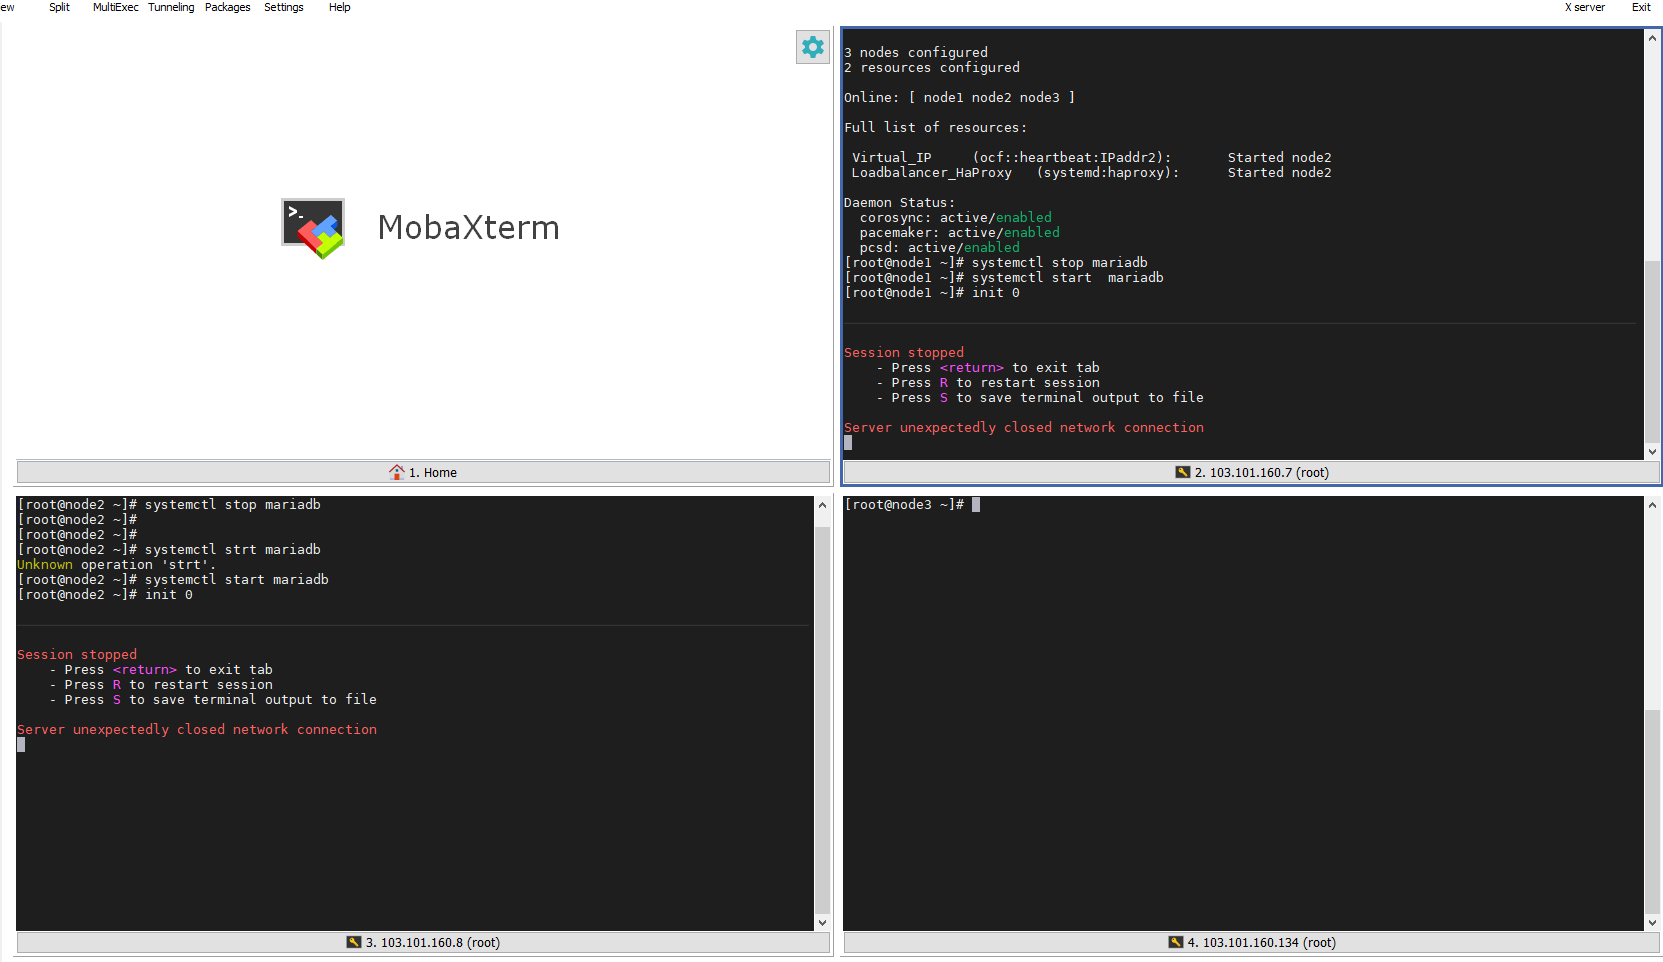 ew Split MultiExec Tunneling Packages Settings Help X server Exit
>_
MobaXterm
1. Home
3 nodes configured
2 resources configured
Online: [ node1 node2 node3 ]
Full list of resources:
Virtual_IP (ocf::heartbeat:IPaddr2): Started node2
Loadbalancer_HaProxy (systemd:haproxy): Started node2
Daemon Status:
corosync: active/enabled
pacemaker: active/enabled
pcsd: active/enabled
[root@node1 ~]# systemctl stop mariadb
[root@node1 ~]# systemctl start  mariadb
[root@node1 ~]# init 0
Session stopped
- Press <return> to exit tab
- Press R to restart session
- Press S to save terminal output to file
Server unexpectedly closed network connection
2. 103.101.160.7 (root)
[root@node2 ~]# systemctl stop mariadb
[root@node2 ~]#
[root@node2 ~]#
[root@node2 ~]# systemctl strt mariadb
Unknown operation 'strt'.
[root@node2 ~]# systemctl start mariadb
[root@node2 ~]# init 0
Session stopped
- Press <return> to exit tab
- Press R to restart session
- Press S to save terminal output to file
Server unexpectedly closed network connection
3. 103.101.160.8 (root)
[root@node3 ~]#
4. 103.101.160.134 (root)